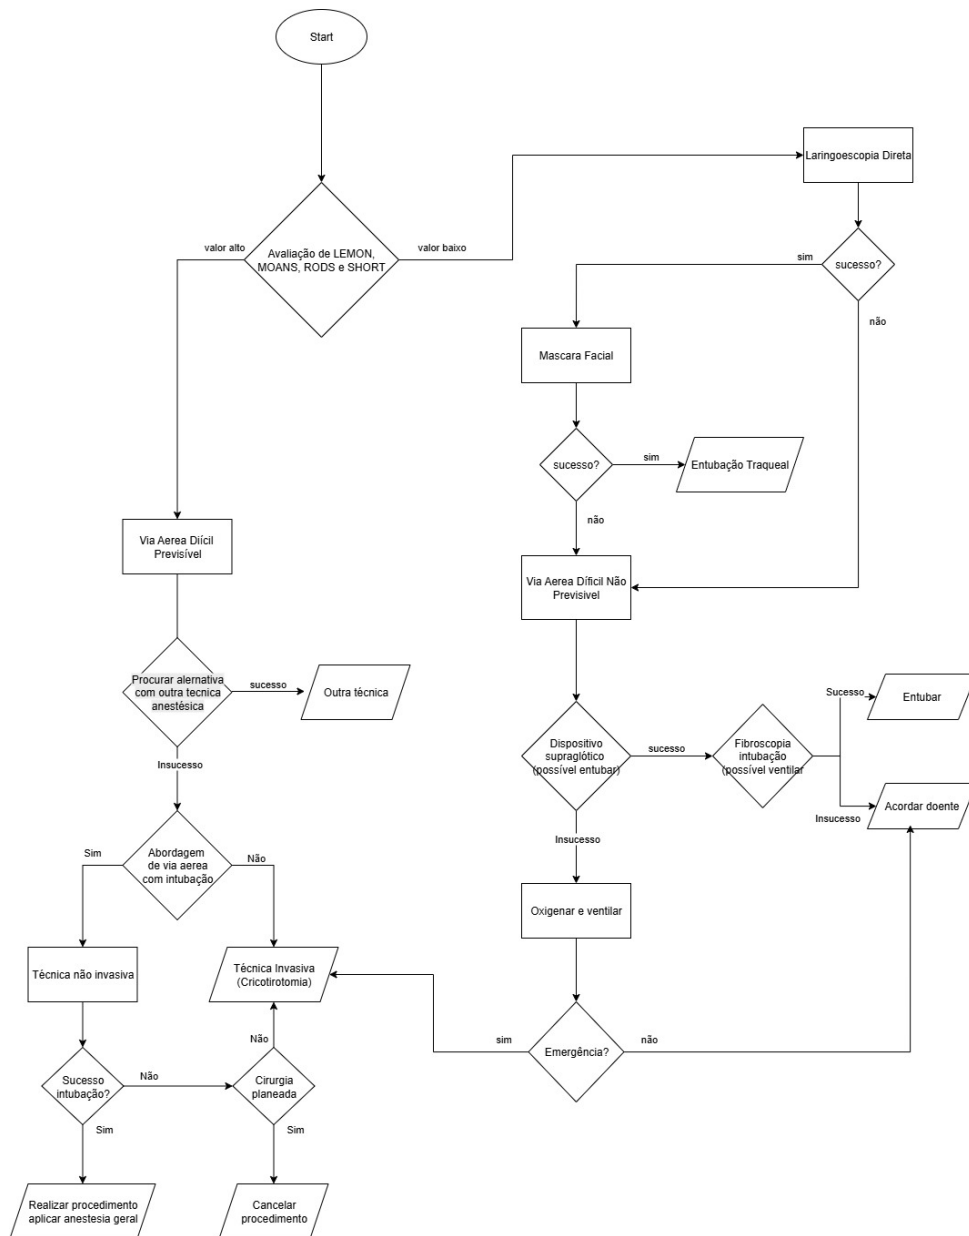 Start
Laringoescopia Direta
valor alto
Avaliação de LEMON,
MOANS, RODS e SHORT
valor baixo
sim
sucesso?
não
Mascara Facial
sucesso?
sim
Entubação Traqueal
não
Via Aerea Diícil
Previsível
Via Aerea Díficil Não
Previsivel
Procurar alernativa
com outra tecnica
anestésica
sucesso
Outra técnica
Insucesso
Dispositivo
supraglótico
(possível entubar)
sucesso
Fibroscopia
intubação
(possível ventilar
Sucesso
Entubar
Insucesso
Acordar doente
Insucesso
Sim
Abordagem
de via aerea
com intubação
Não
Oxigenar e ventilar
Técnica não invasiva
Técnica Invasiva
(Cricotirotomia)
sim
Emergência?
não
Não
Sucesso
intubação?
Não
Cirurgia
planeada
Sim
Sim
Realizar procedimento
aplicar anestesia geral
Cancelar
procedimento